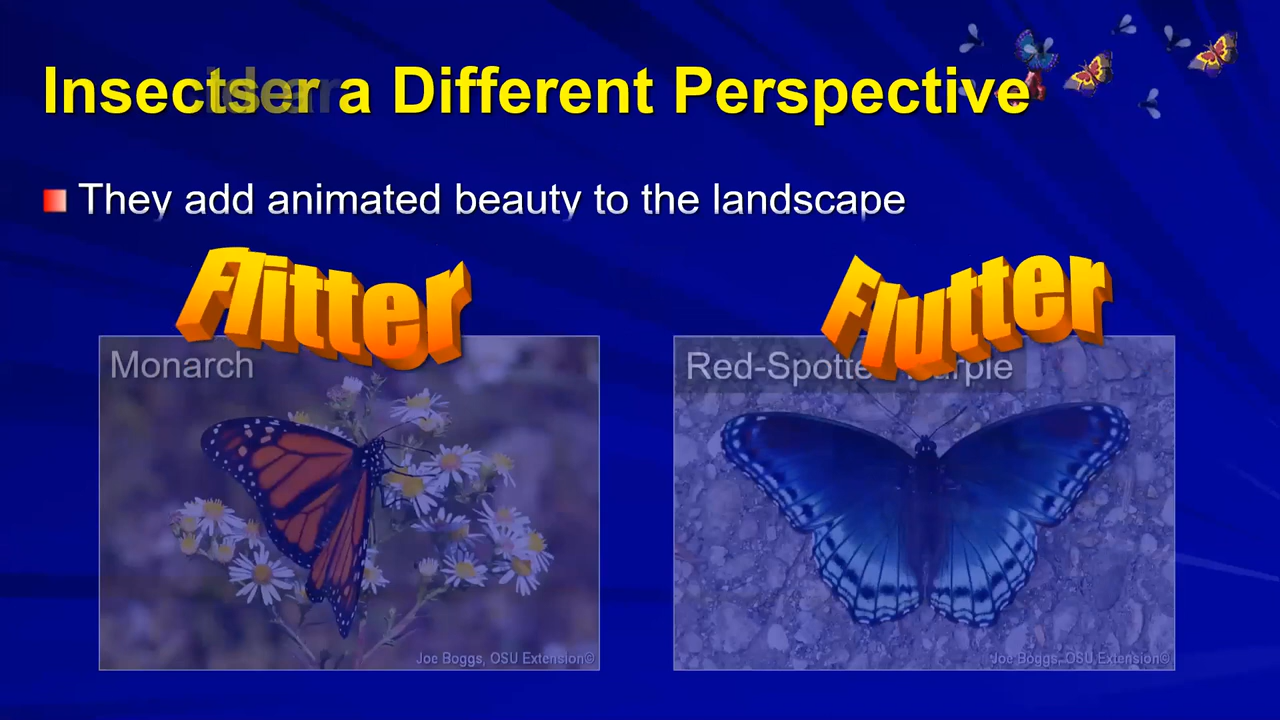 a Different Perspective
They add animated beauty to the landscape
Flitter
Flutter
Monarch
Joe Boggs, OSU Extension©
Joe Boggs, OSU Extension©